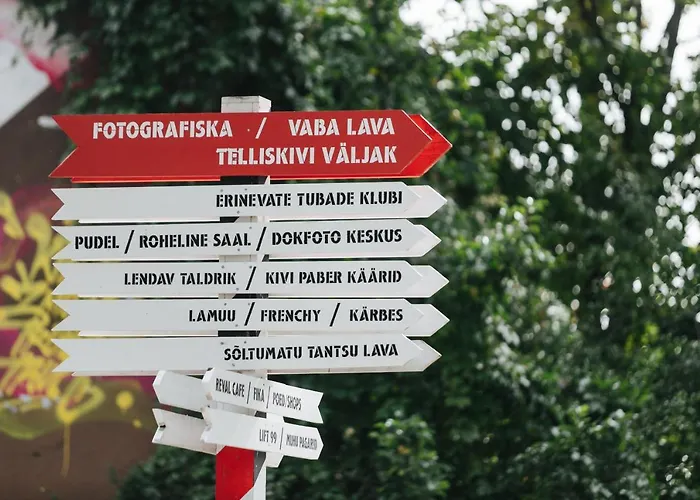 FOTOGRAFISKA / VABA LAVA
TELLISKIVI VÄLJAK
ERINEVATE TUBADE KLUBI
PUDEL / ROHELINE SAAL / DOKFOTO KESKUS
LENDAV TALDRIK / KIVI PABER KÄÄRID
LAMUU / FRENCHY / KÄRBES
SÕLTUMATU TANTSU LAVA
REVAL CAFE / FIKA / POED, SHOPS
LIFT 99 / MUHU PAGARID